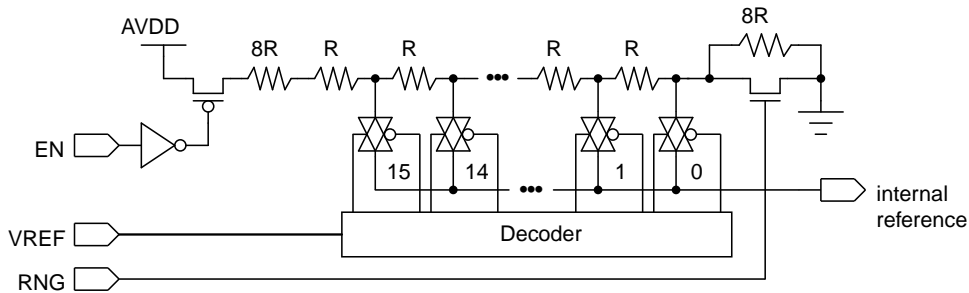 AVDD
8R
R
R
R
R
8R
EN
15
14
1
0
internal
reference
VREF
Decoder
RNG